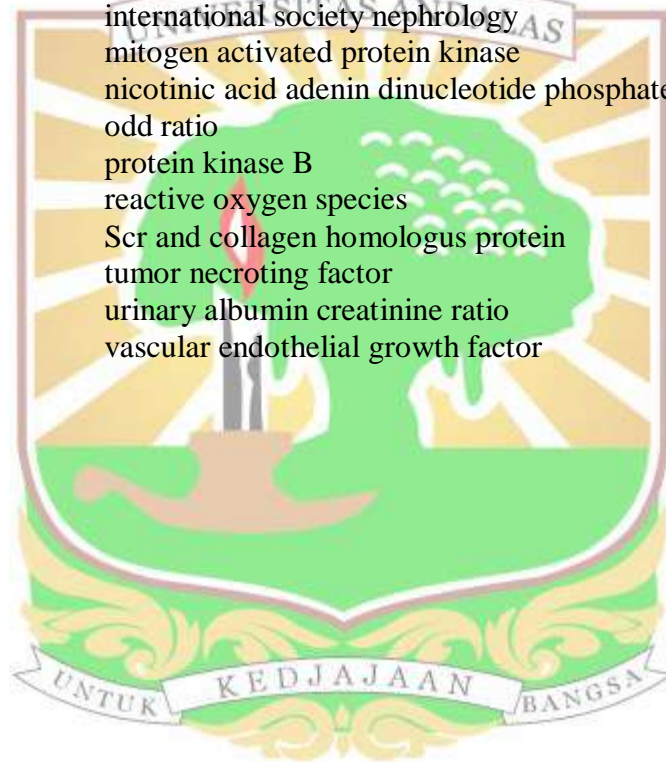 international society nephrology
UNIVERSITAS ANDALAS
mitogen activated protein kinase
nicotinic acid adenin dinucleotide phosphate
odd ratio
protein kinase B
reactive oxygen species
Scr and collagen homologus protein
tumor necroting factor
urinary albumin creatinine ratio
vascular endothelial growth factor
UNTUK KEDJAJAAN BANGSA